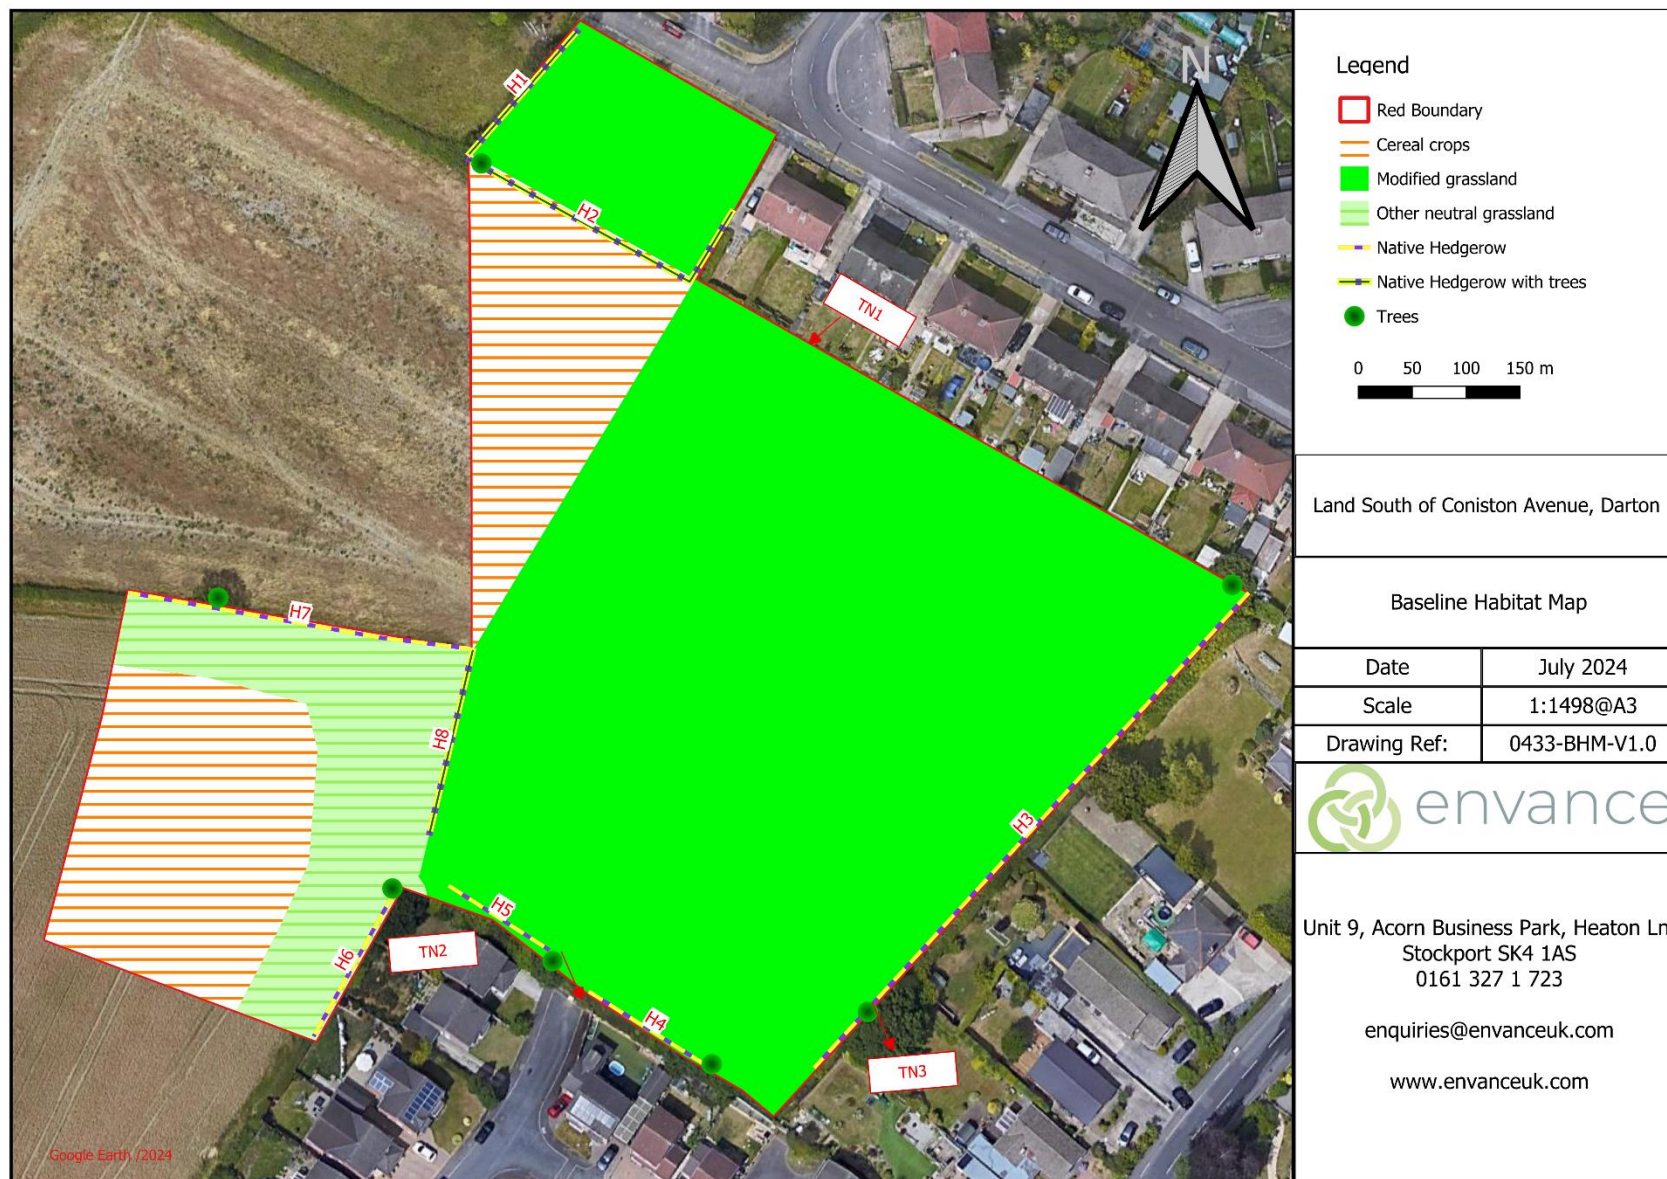 H1
H2
TN1
H7
H8
H3
H5
TN2
H6
H4
TN3
Google Earth /2024
N
Legend
Red Boundary
Cereal crops
Modified grassland
Other neutral grassland
Native Hedgerow
Native Hedgerow with trees
Trees
0 50 100 150 m
Land South of Coniston Avenue, Darton
Baseline Habitat Map
Date July 2024
Scale 1:1498@A3
Drawing Ref: 0433-BHM-V1.0
envance
Unit 9, Acorn Business Park, Heaton Ln
Stockport SK4 1AS
0161 327 1 723
enquiries@envanceuk.com
www.envanceuk.com